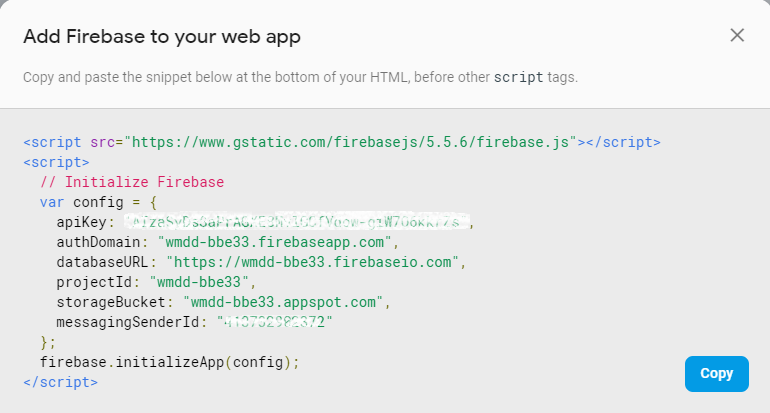 Add Firebase to your web app
Copy and paste the snippet below at the bottom of your HTML, before other script tags.
<script src="https://www.gstatic.com/firebasejs/5.5.6/firebase.js"></script>
<script>
// Initialize Firebase
var config = {
apiKey:
authDomain: "wmdd-bbe33.firebaseapp.com",
databaseURL: "https://wmdd-bbe33.firebaseio.com",
projectId: "wmdd-bbe33",
storageBucket: "wmdd-bbe33.appspot.com",
messagingSenderId:
};
firebase.initializeApp(config);
</script>
Copy